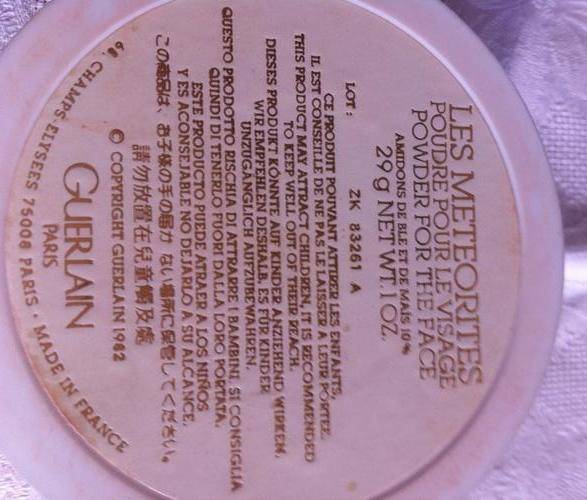 LES METEORITES
POUDRE POUR LE VISAGE
POWDER FOR THE FACE
AMIDONS DE BLE ET DE MAÏS 10%
29 g NET WT. 1 OZ.
LOT : ZK 83261 A
CE PRODUIT POUVANT ATTIRER LES ENFANTS,
IL EST CONSEILLE DE NE PAS LE LAISSER A LEUR PORTEE.
THIS PRODUCT MAY ATTRACT CHILDREN, IT IS RECOMMENDED
TO KEEP WELL OUT OF THEIR REACH.
DIESES PRODUKT KÖNNTE AUF KINDER ANZIEHEND WIRKEN,
WIR EMPFEHLEN DESHALB, ES FÜR KINDER
UNZUGÄNGLICH AUFZUBEWAHREN.
QUESTO PRODOTTO RISCHIA DI ATTRARRE I BAMBINI, SI CONSIGLIA
QUINDI DI TENERLO FUORI DALLA LORO PORTATA.
ESTE PRODUCTO PUEDE ATRAER A LOS NIÑOS
Y ES ACONSEJABLE NO DEJARLO A SU ALCANCE.
この商品は、お子様の手の届かない場所に保管してください。
請勿放置在兒童觸及處
© COPYRIGHT GUERLAIN 1982
GUERLAIN
PARIS
68, CHAMPS-ELYSEES 75008 PARIS · MADE IN FRANCE